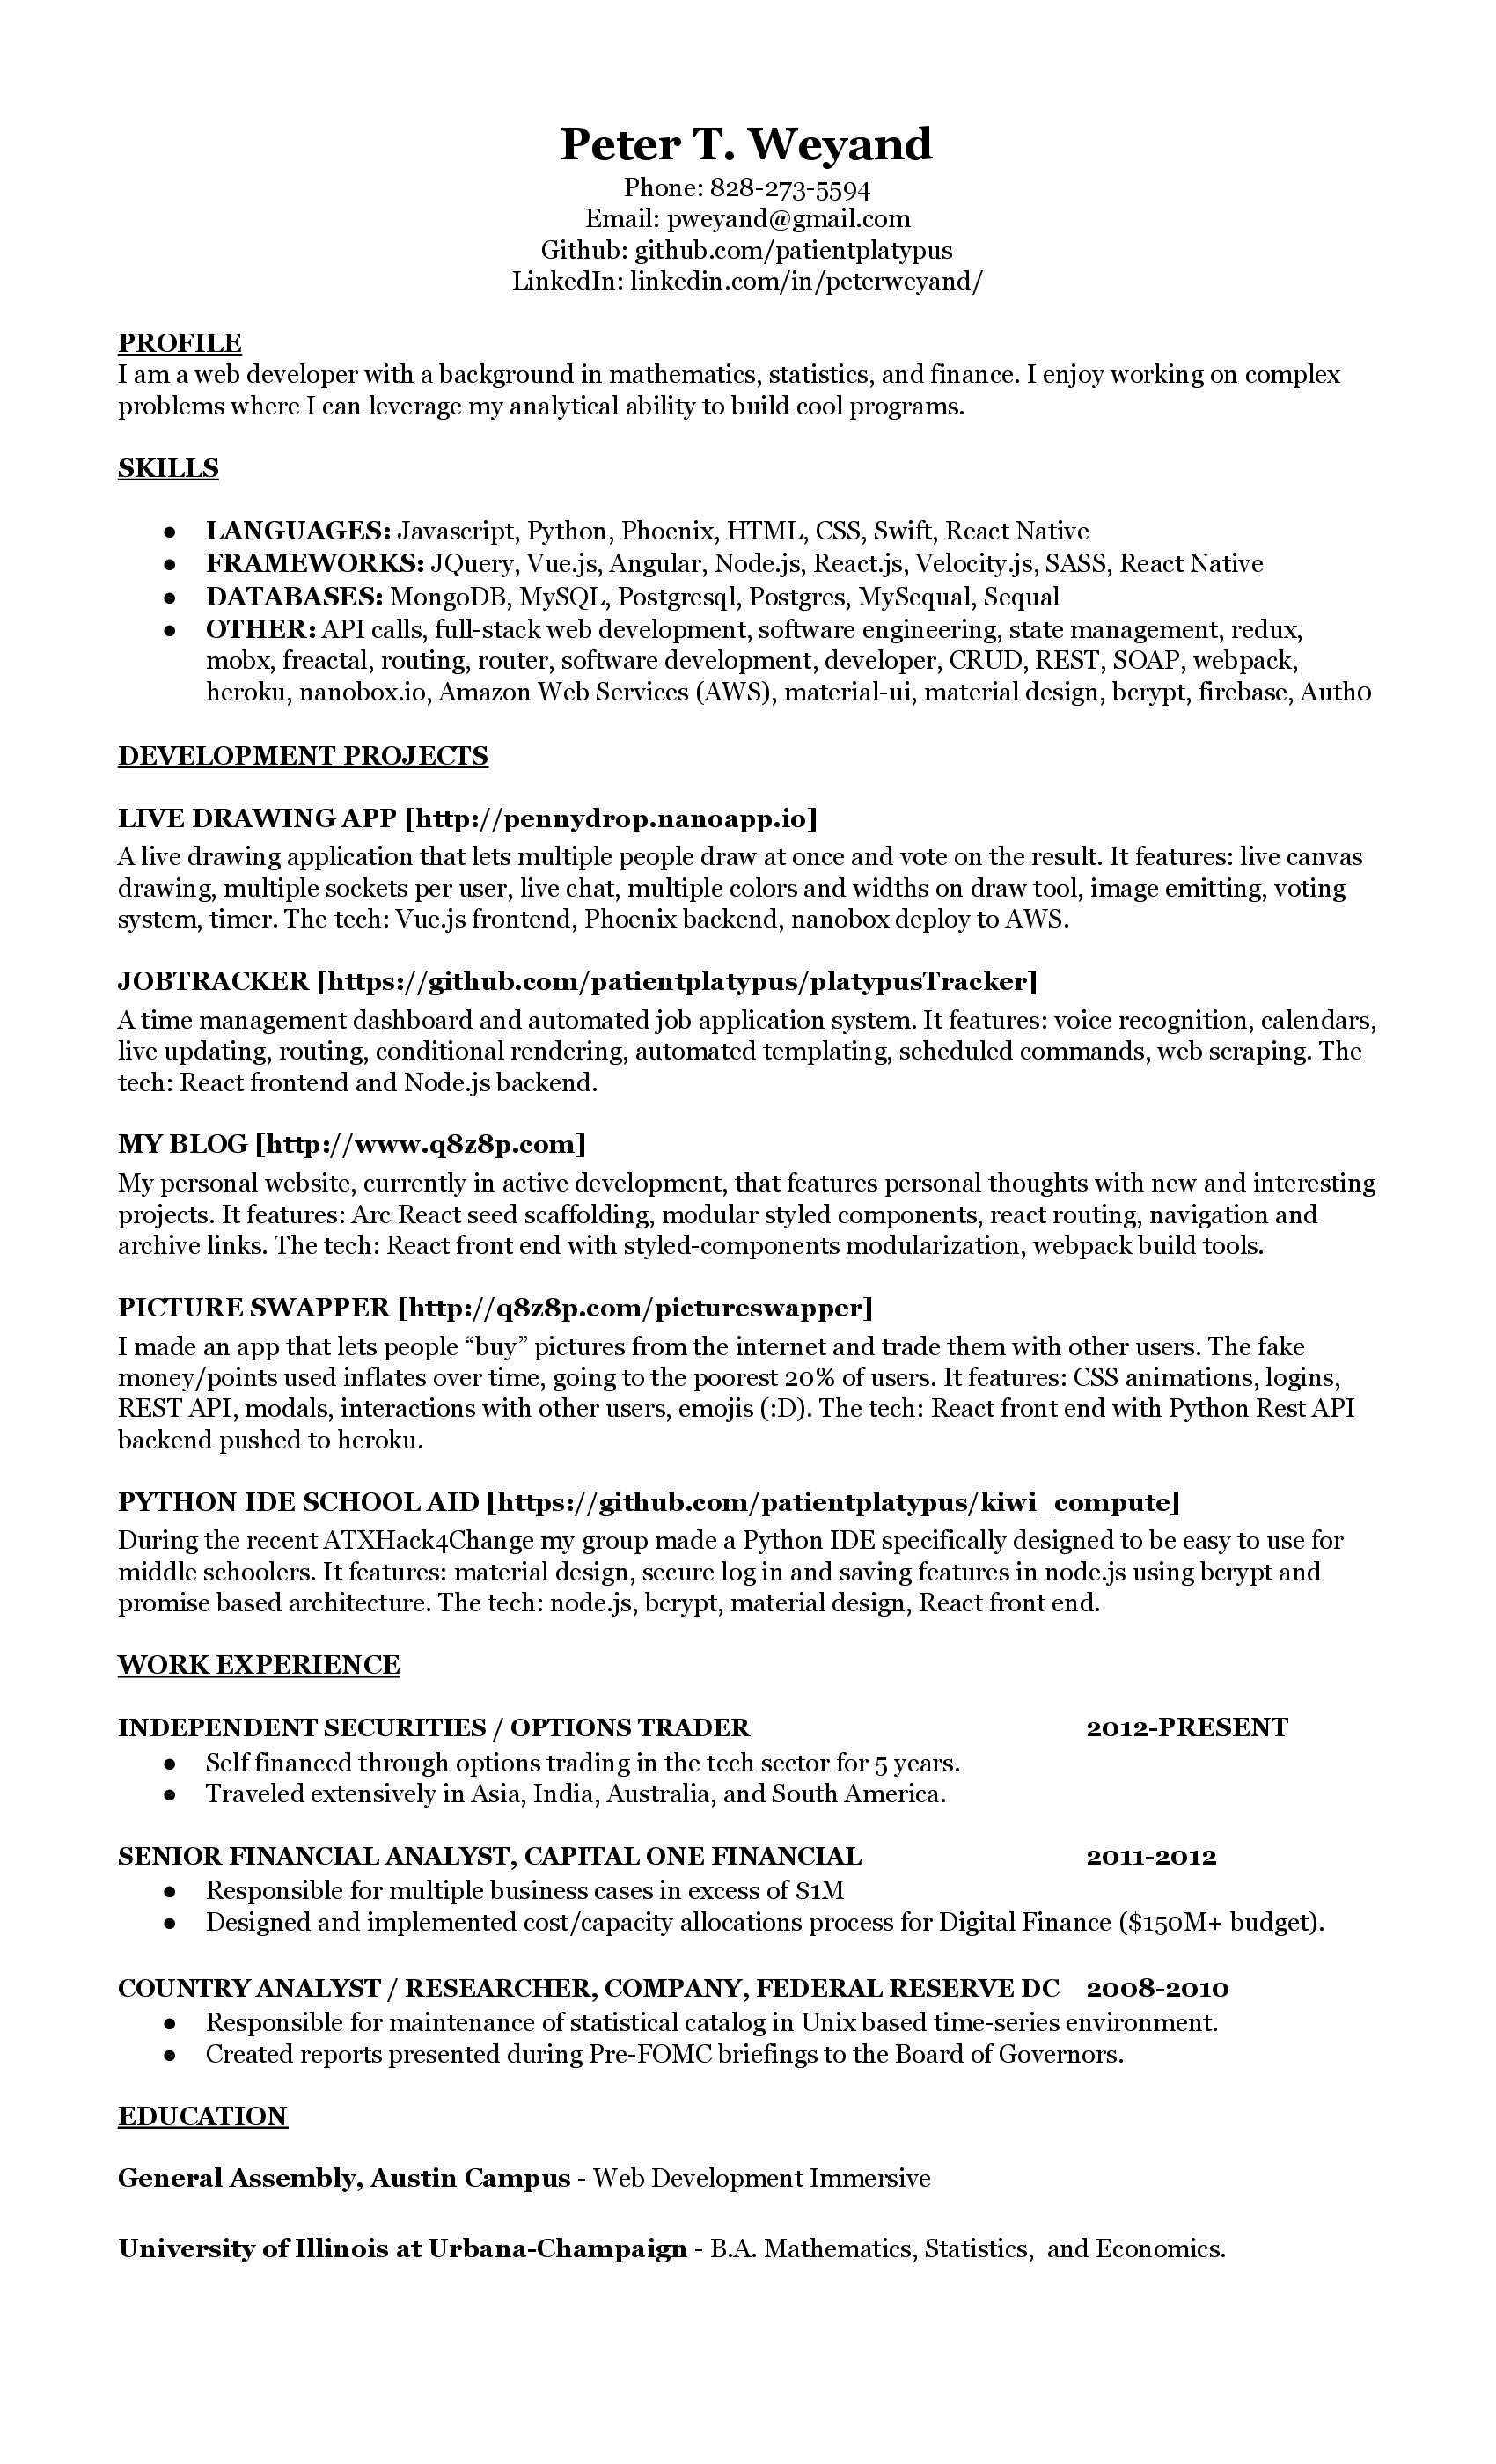 Peter T. Weyand
Phone: 828-273-5594
Email: pweyand@gmail.com
Github: github.com/patientplatypus
LinkedIn: linkedin.com/in/peterweyand/
PROFILE
I am a web developer with a background in mathematics, statistics, and finance. I enjoy working on complex
problems where I can leverage my analytical ability to build cool programs.
SKILLS
● LANGUAGES: Javascript, Python, Phoenix, HTML, CSS, Swift, React Native
● FRAMEWORKS: JQuery, Vue.js, Angular, Node.js, React.js, Velocity.js, SASS, React Native
● DATABASES: MongoDB, MySQL, Postgresql, Postgres, MySequal, Sequal
● OTHER: API calls, full-stack web development, software engineering, state management, redux,
mobx, freactal, routing, router, software development, developer, CRUD, REST, SOAP, webpack,
heroku, nanobox.io, Amazon Web Services (AWS), material-ui, material design, bcrypt, firebase, Auth0
DEVELOPMENT PROJECTS
LIVE DRAWING APP [http://pennydrop.nanoapp.io]
A live drawing application that lets multiple people draw at once and vote on the result. It features: live canvas
drawing, multiple sockets per user, live chat, multiple colors and widths on draw tool, image emitting, voting
system, timer. The tech: Vue.js frontend, Phoenix backend, nanobox deploy to AWS.
JOBTRACKER [https://github.com/patientplatypus/platypusTracker]
A time management dashboard and automated job application system. It features: voice recognition, calendars,
live updating, routing, conditional rendering, automated templating, scheduled commands, web scraping. The
tech: React frontend and Node.js backend.
MY BLOG [http://www.q8z8p.com]
My personal website, currently in active development, that features personal thoughts with new and interesting
projects. It features: Arc React seed scaffolding, modular styled components, react routing, navigation and
archive links. The tech: React front end with styled-components modularization, webpack build tools.
PICTURE SWAPPER [http://q8z8p.com/pictureswapper]
I made an app that lets people “buy” pictures from the internet and trade them with other users. The fake
money/points used inflates over time, going to the poorest 20% of users. It features: CSS animations, logins,
REST API, modals, interactions with other users, emojis (:D). The tech: React front end with Python Rest API
backend pushed to heroku.
PYTHON IDE SCHOOL AID [https://github.com/patientplatypus/kiwi_compute]
During the recent ATXHack4Change my group made a Python IDE specifically designed to be easy to use for
middle schoolers. It features: material design, secure log in and saving features in node.js using bcrypt and
promise based architecture. The tech: node.js, bcrypt, material design, React front end.
WORK EXPERIENCE
INDEPENDENT SECURITIES / OPTIONS TRADER 2012-PRESENT
● Self financed through options trading in the tech sector for 5 years.
● Traveled extensively in Asia, India, Australia, and South America.
SENIOR FINANCIAL ANALYST, CAPITAL ONE FINANCIAL 2011-2012
● Responsible for multiple business cases in excess of $1M
● Designed and implemented cost/capacity allocations process for Digital Finance ($150M+ budget).
COUNTRY ANALYST / RESEARCHER, COMPANY, FEDERAL RESERVE DC 2008-2010
● Responsible for maintenance of statistical catalog in Unix based time-series environment.
● Created reports presented during Pre-FOMC briefings to the Board of Governors.
EDUCATION
General Assembly, Austin Campus - Web Development Immersive
University of Illinois at Urbana-Champaign - B.A. Mathematics, Statistics, and Economics.